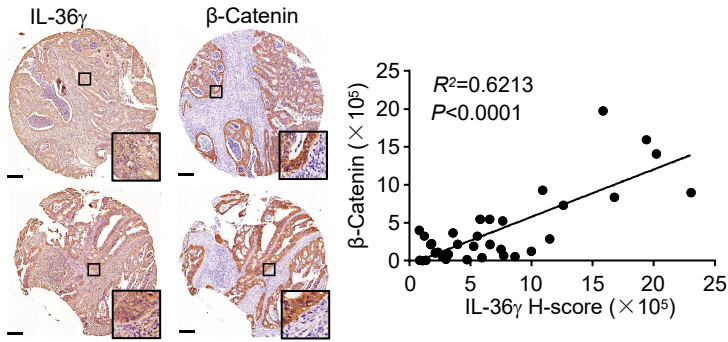 IL-36γ
β-Catenin
R²=0.6213
P<0.0001
β-Catenin (×10⁵)
25
20
15
10
5
0
0 5 10 15 20 25
IL-36γ H-score (×10⁵)